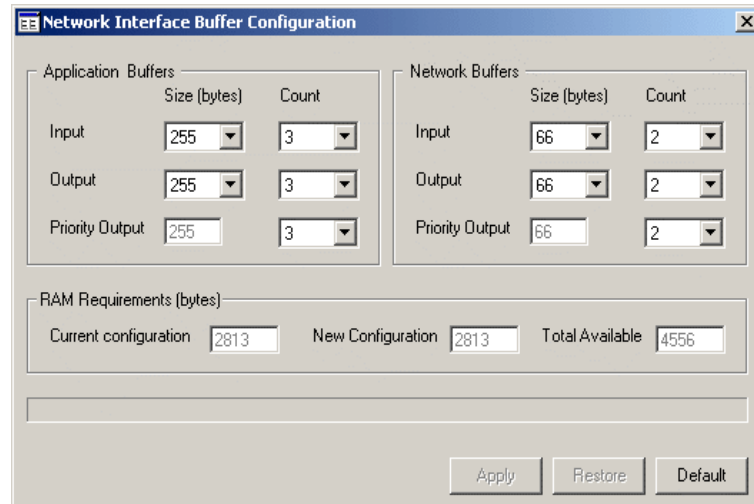 Network Interface Buffer Configuration
Application Buffers
Size (bytes) Count
Input 255 3
Output 255 3
Priority Output 255 3
Network Buffers
Size (bytes) Count
Input 66 2
Output 66 2
Priority Output 66 2
RAM Requirements (bytes)
Current configuration 2813 New Configuration 2813 Total Available 4556
Apply Restore Default